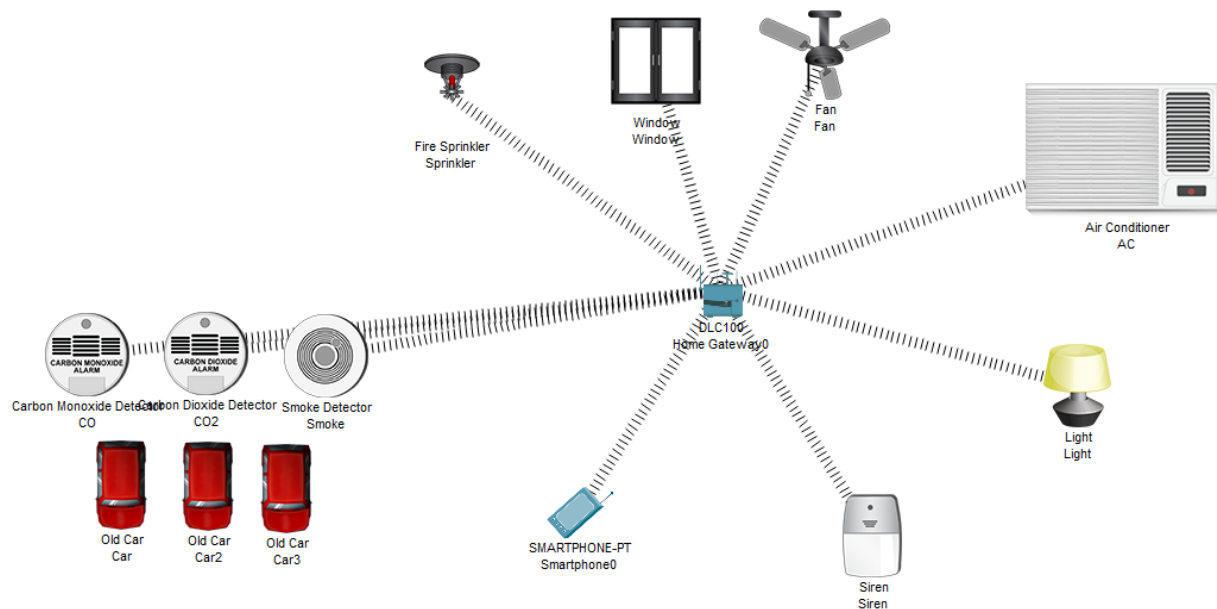 Fire Sprinkler
Sprinkler
Window
Window
Fan
Fan
Air Conditioner
AC
DLC100
Home Gateway0
CARBON MONOXIDE
ALARM
Carbon Monoxide Detector
CO
CARBON DIOXIDE
ALARM
Carbon Dioxide Detector
CO2
Smoke Detector
Smoke
Light
Light
Old Car
Car
Old Car
Car2
Old Car
Car3
SMARTPHONE-PT
Smartphone0
Siren
Siren